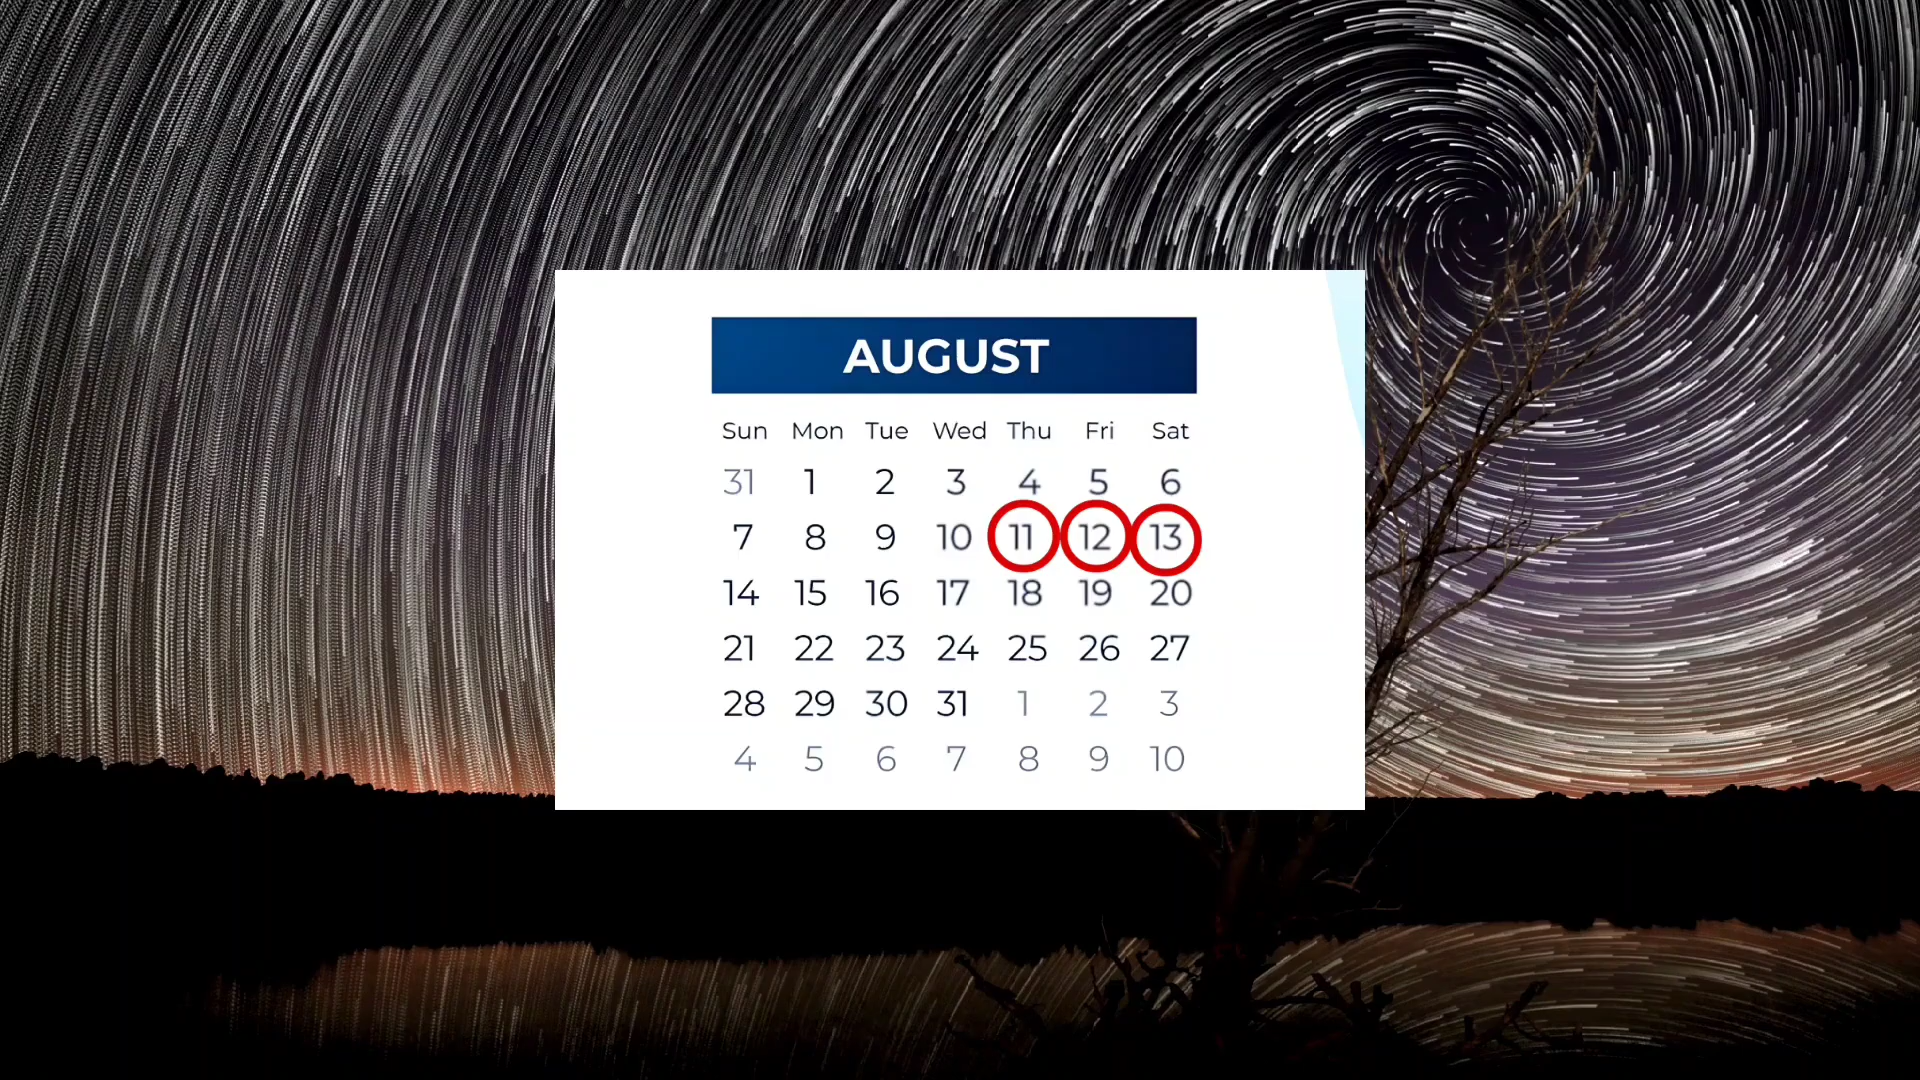 AUGUST
Sun Mon Tue Wed Thu Fri Sat
31 1 2 3 4 5 6
7 8 9 10 11 12 13
14 15 16 17 18 19 20
21 22 23 24 25 26 27
28 29 30 31 1 2 3
4 5 6 7 8 9 10